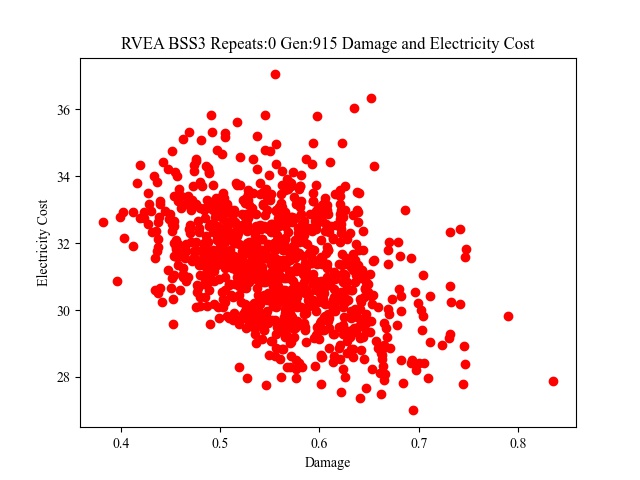 RVEA BSS3 Repeats:0 Gen:915 Damage and Electricity Cost
36
34
32
30
28
Electricity Cost
0.4 0.5 0.6 0.7 0.8
Damage